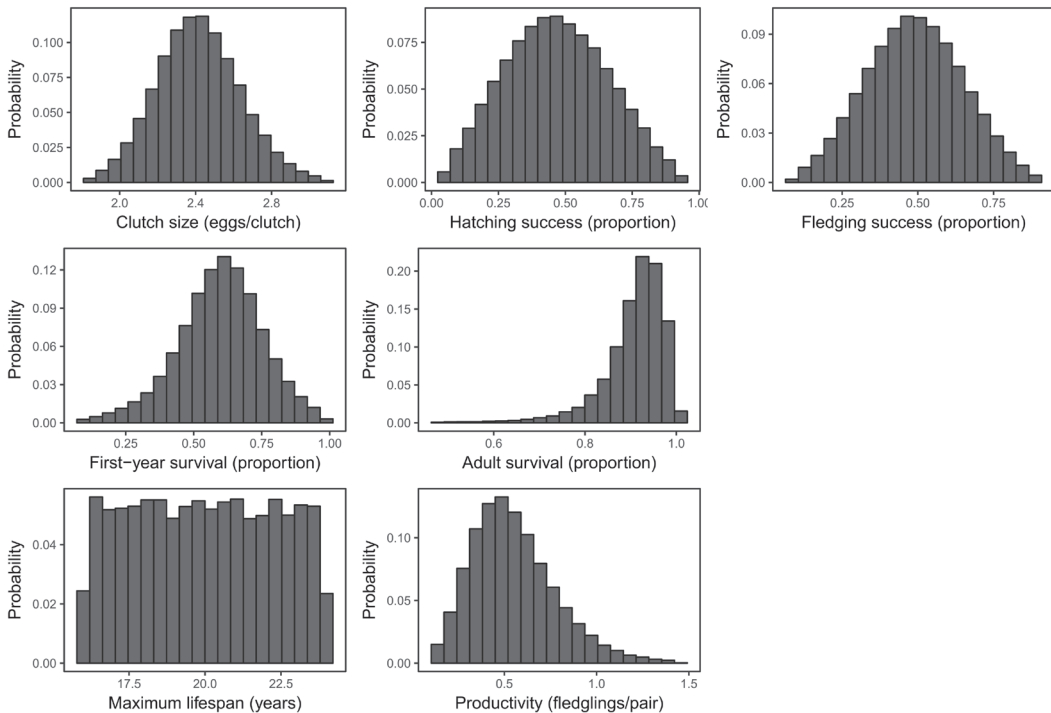 Probability
0.100
0.075
0.050
0.025
0.000
2.0 2.4 2.8
Clutch size (eggs/clutch)
Probability
0.075
0.050
0.025
0.000
0.00 0.25 0.50 0.75 1.00
Hatching success (proportion)
Probability
0.09
0.06
0.03
0.00
0.25 0.50 0.75
Fledging success (proportion)
Probability
0.12
0.09
0.06
0.03
0.00
0.25 0.50 0.75 1.00
First−year survival (proportion)
Probability
0.20
0.15
0.10
0.05
0.00
0.6 0.8 1.0
Adult survival (proportion)
Probability
0.04
0.02
0.00
17.5 20.0 22.5
Maximum lifespan (years)
Probability
0.10
0.05
0.00
0.5 1.0 1.5
Productivity (fledglings/pair)